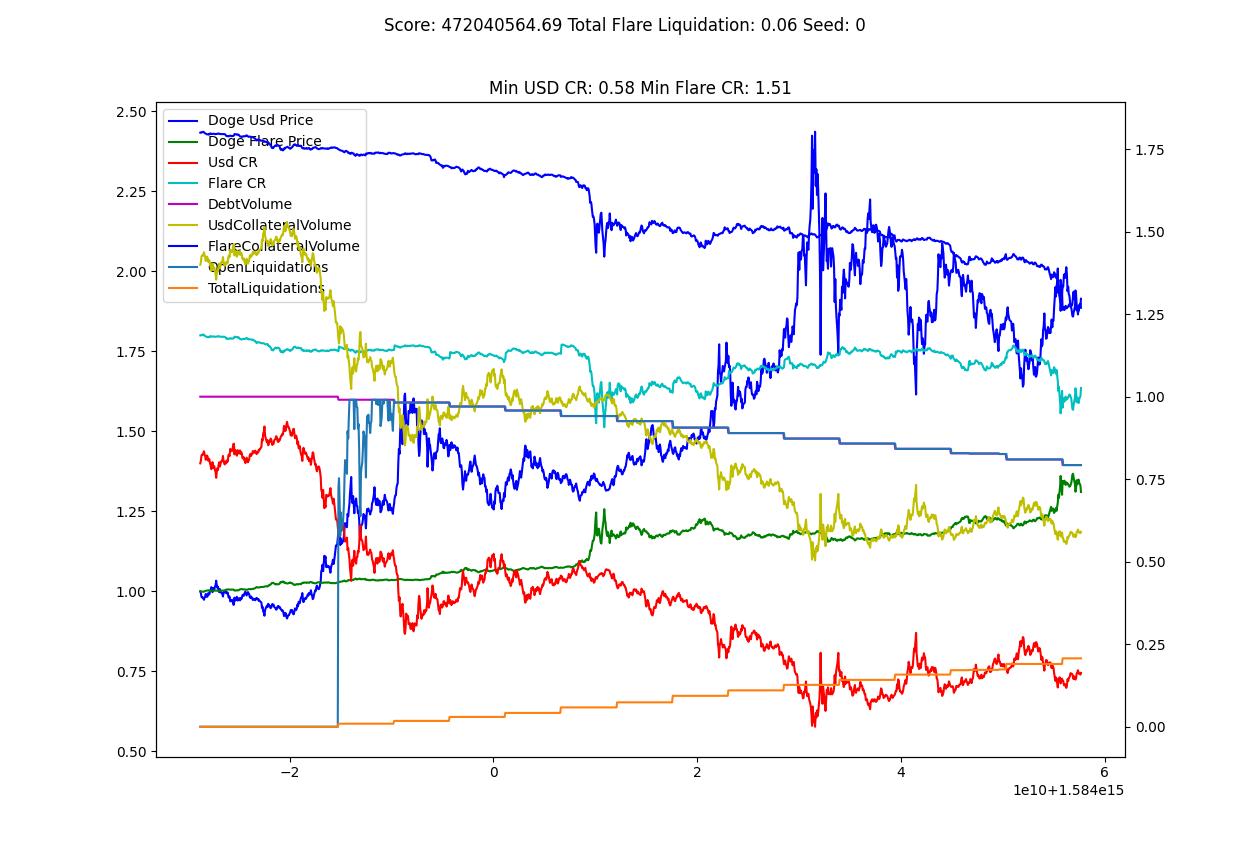 Score: 472040564.69 Total Flare Liquidation: 0.06 Seed: 0
Min USD CR: 0.58 Min Flare CR: 1.51
2.50
2.25
2.00
1.75
1.50
1.25
1.00
0.75
0.50
Doge Usd Price
Doge Flare Price
Usd CR
Flare CR
DebtVolume
UsdCollateralVolume
FlareCollateralVolume
OpenLiquidations
TotalLiquidations
1.75
1.50
1.25
1.00
0.75
0.50
0.25
0.00
−2
0
2
4
6
1e10+1.584e15